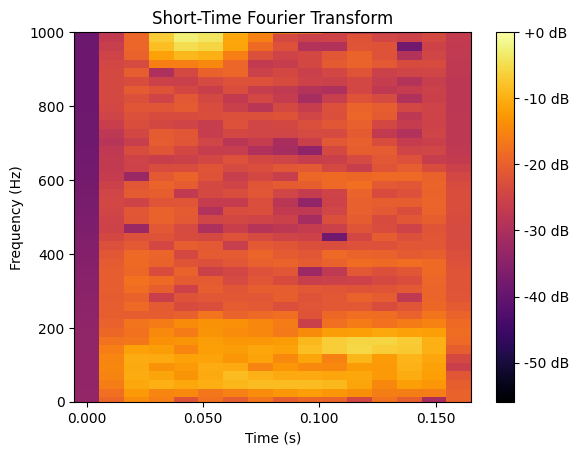 Short-Time Fourier Transform
1000
800
600
400
200
0
Frequency (Hz)
0.000
0.050
0.100
0.150
Time (s)
+0 dB
-10 dB
-20 dB
-30 dB
-40 dB
-50 dB